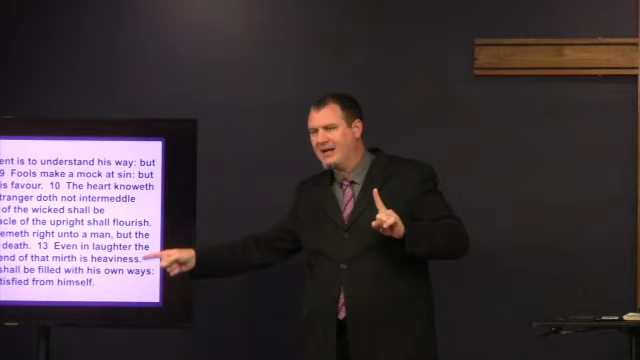 ent is to understand his way: but
9 Fools make a mock at sin: but
is favour. 10 The heart knoweth
tranger doth not intermeddle
of the wicked shall be
acle of the upright shall flourish.
emeth right unto a man, but the
death. 13 Even in laughter the
end of that mirth is heaviness.
shall be filled with his own ways:
tisfied from himself.